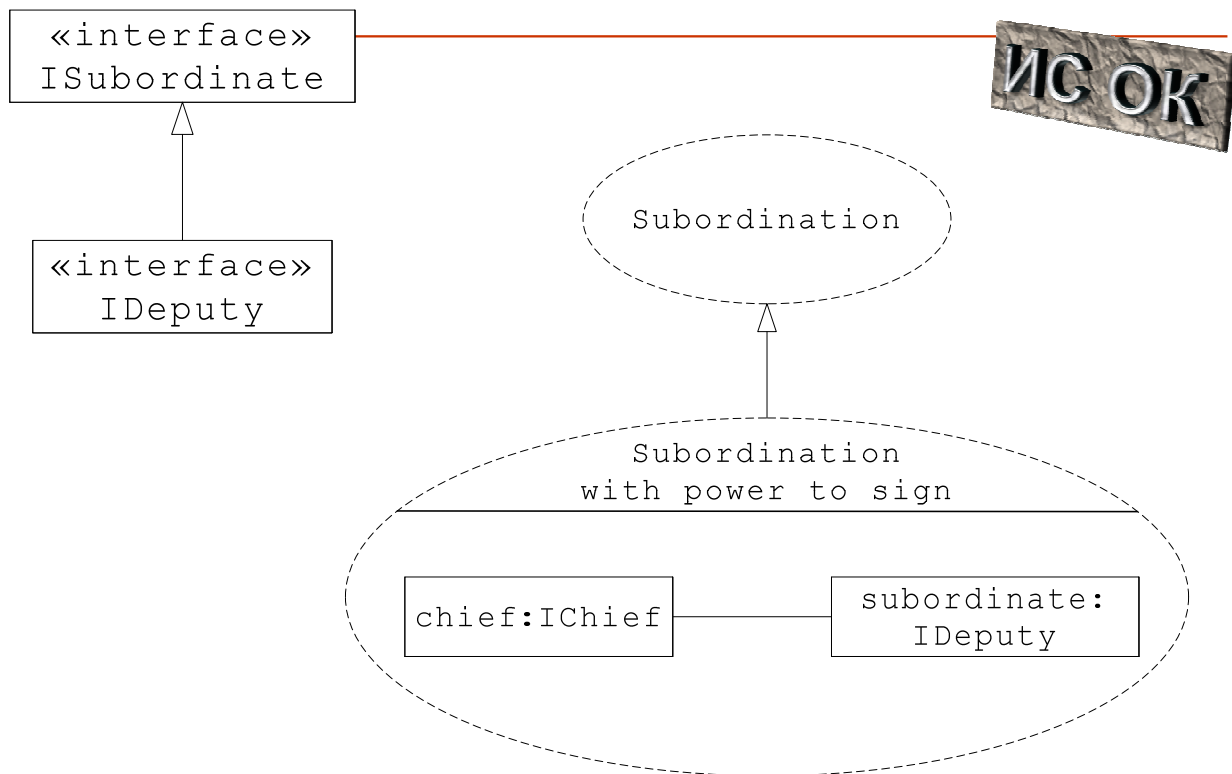 «interface»
ISubordinate
ИС ОК
Subordination
«interface»
IDeputy
Subordination
with power to sign
chief:IChief
subordinate:
IDeputy